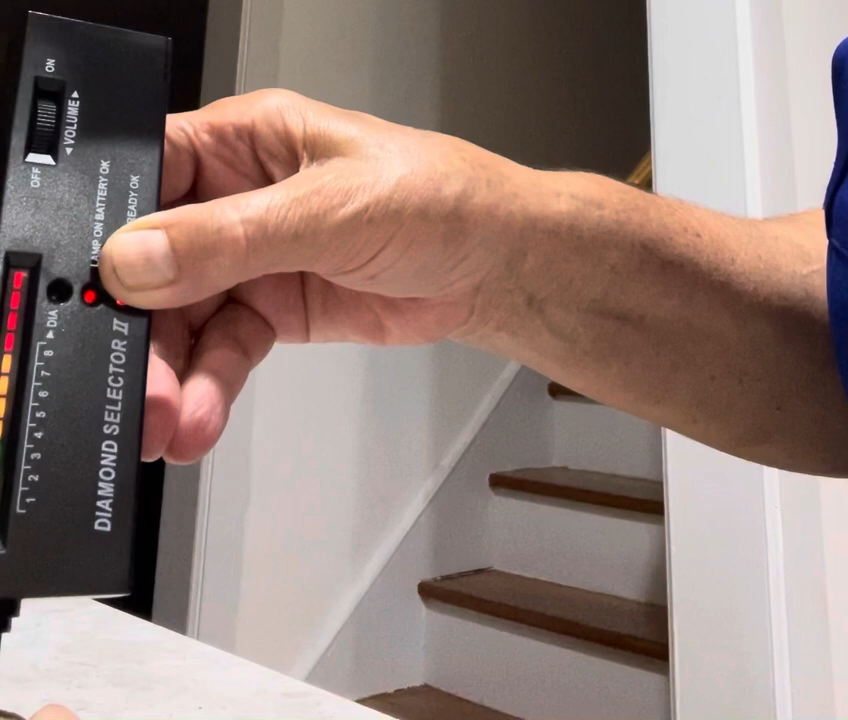 ON
◀ VOLUME ▶
OFF
LAMP ON BATTERY OK
READY OK
1 2 3 4 5 6 7 8 ▶ DIA
DIAMOND SELECTOR II